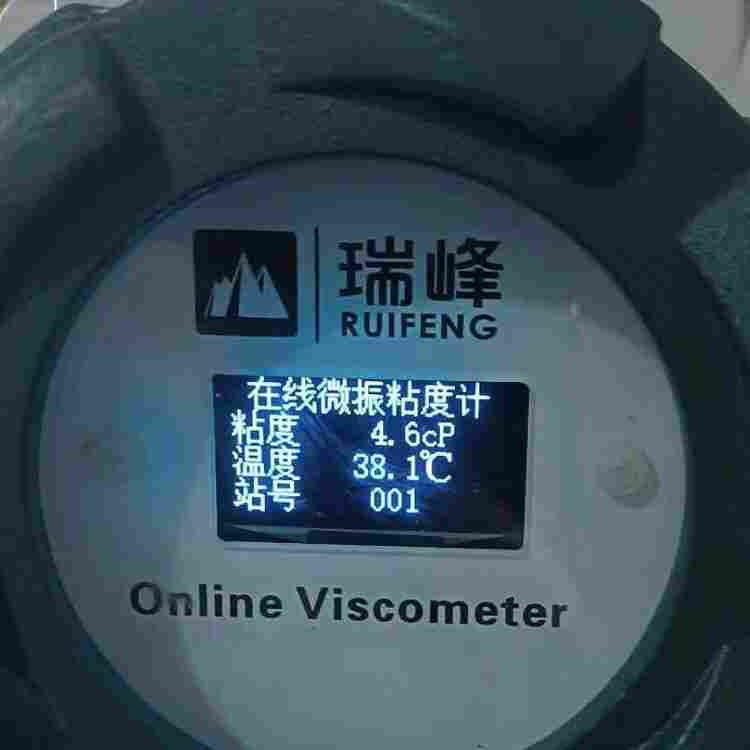 瑞峰
RUIFENG
在线微振粘度计
粘度 4.6cP
温度 38.1℃
站号 001
Online Viscometer